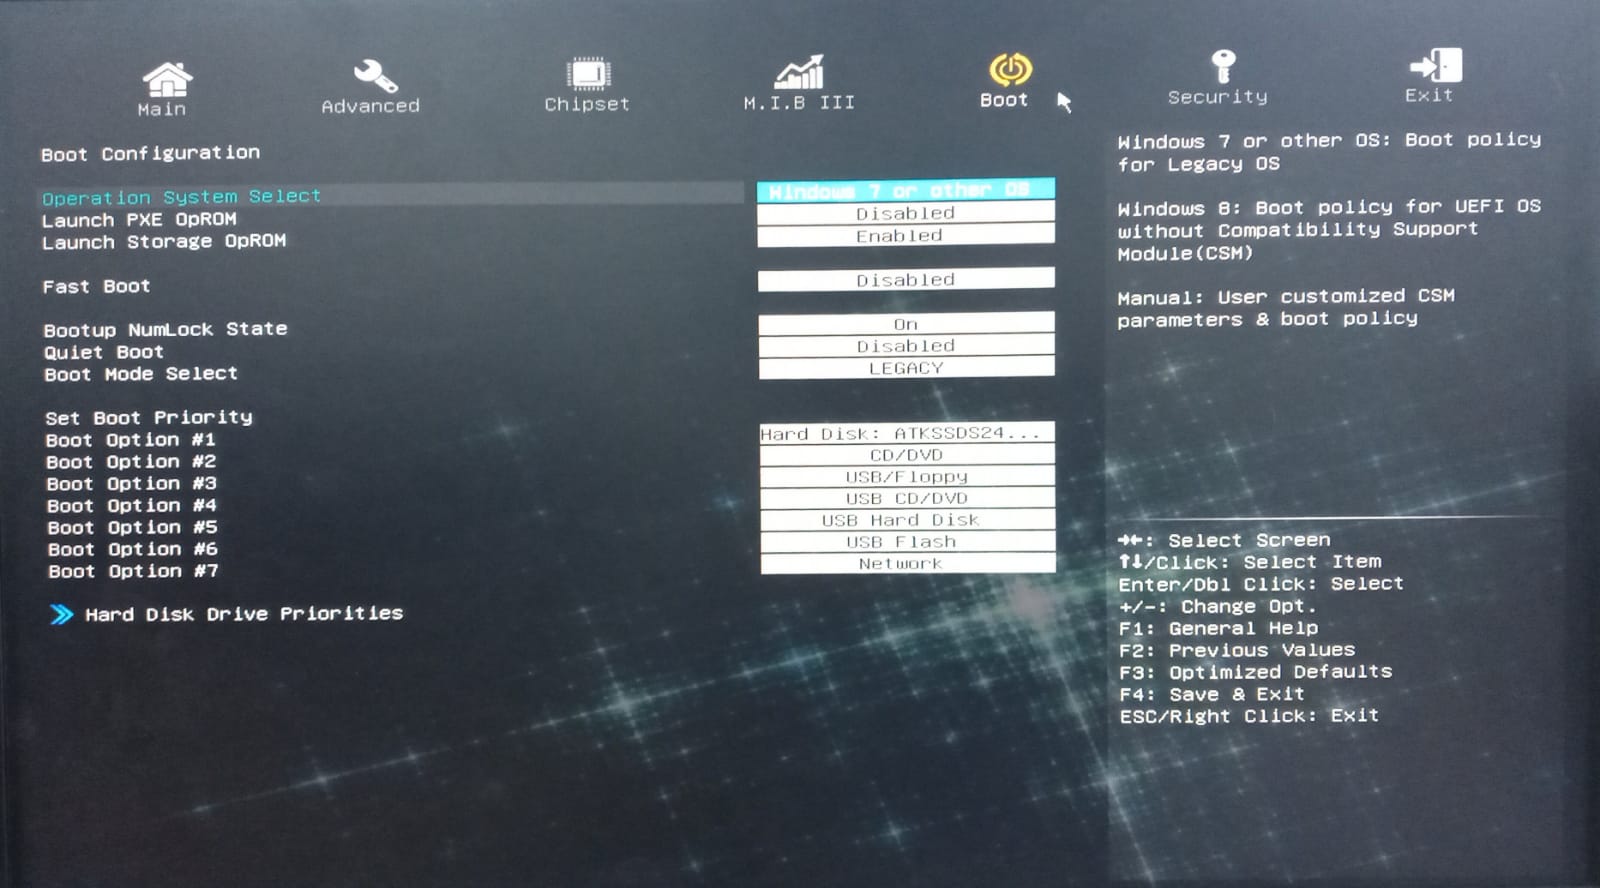 Main Advanced Chipset M.I.B III Boot Security Exit
Boot Configuration
Operation System Select Windows 7 or other OS
Launch PXE OpROM Disabled
Launch Storage OpROM Enabled
Fast Boot Disabled
Bootup NumLock State On
Quiet Boot Disabled
Boot Mode Select LEGACY
Set Boot Priority
Boot Option #1 Hard Disk: ATKSSDS24...
Boot Option #2 CD/DVD
Boot Option #3 USB/Floppy
Boot Option #4 USB CD/DVD
Boot Option #5 USB Hard Disk
Boot Option #6 USB Flash
Boot Option #7 Network
Hard Disk Drive Priorities
Windows 7 or other OS: Boot policy
for Legacy OS
Windows 8: Boot policy for UEFI OS
without Compatibility Support
Module(CSM)
Manual: User customized CSM
parameters & boot policy
→←: Select Screen
↑↓/Click: Select Item
Enter/Dbl Click: Select
+/-: Change Opt.
F1: General Help
F2: Previous Values
F3: Optimized Defaults
F4: Save & Exit
ESC/Right Click: Exit